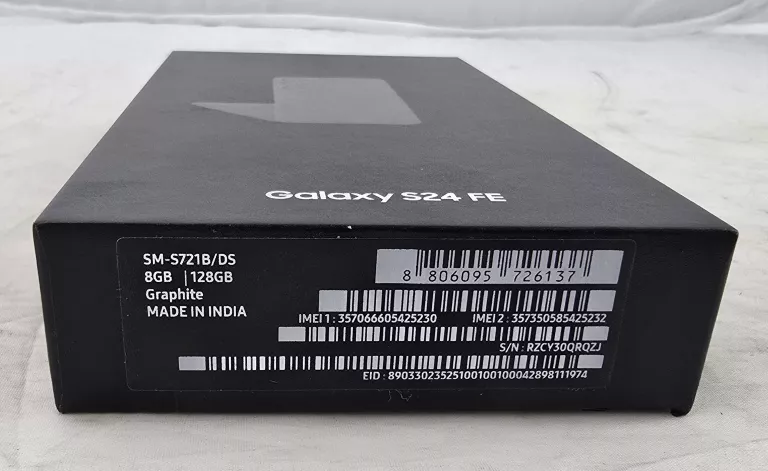 Galaxy S24 FE
SM-S721B/DS
8GB | 128GB
Graphite
MADE IN INDIA
8 806095 726137
IMEI 1 : 357066605425230 IMEI 2 : 357350585425232
S/N : RZCY30QRQZJ
EID : 89033023525100100100042898111974